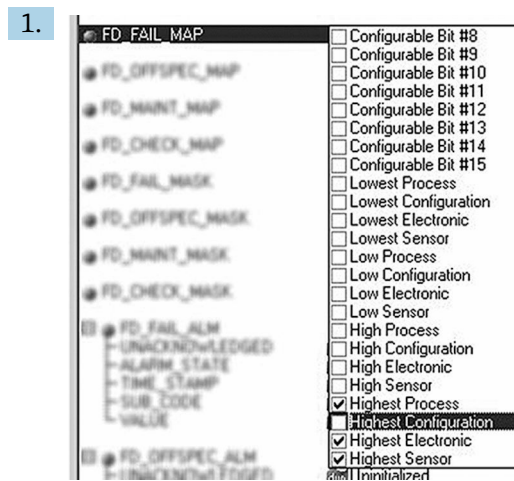 1.
FD_FAIL_MAP
FD_OFFSPEC_MAP
FD_MAINT_MAP
FD_CHECK_MAP
FD_FAIL_MASK
FD_OFFSPEC_MASK
FD_MAINT_MASK
FD_CHECK_MASK
FD_FAIL_ALM
UNACKNOWLEDGED
ALARM_STATE
TIME_STAMP
SUB_CODE
VALUE
FD_OFFSPEC_ALM
UNACKNOWLEDGED
Configurable Bit #8
Configurable Bit #9
Configurable Bit #10
Configurable Bit #11
Configurable Bit #12
Configurable Bit #13
Configurable Bit #14
Configurable Bit #15
Lowest Process
Lowest Configuration
Lowest Electronic
Lowest Sensor
Low Process
Low Configuration
Low Electronic
Low Sensor
High Process
High Configuration
High Electronic
High Sensor
Highest Process
Highest Configuration
Highest Electronic
Highest Sensor
Uninitialized